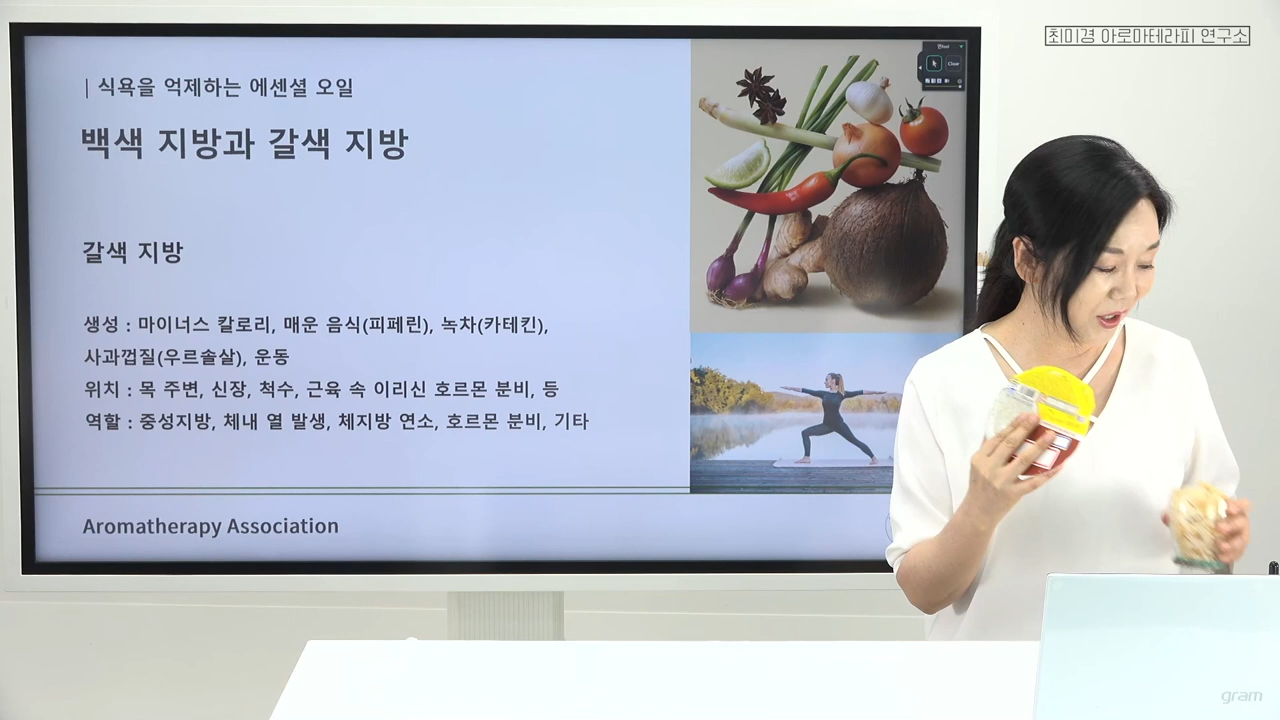 최미경 아로마테라피 연구소
| 식욕을 억제하는 에센셜 오일
백색 지방과 갈색 지방
갈색 지방
생성 : 마이너스 칼로리, 매운 음식(피페린), 녹차(카테킨),
사과껍질(우르솔살), 운동
위치 : 목 주변, 신장, 척수, 근육 속 이리신 호르몬 분비, 등
역할 : 중성지방, 체내 열 발생, 체지방 연소, 호르몬 분비, 기타
Aromatherapy Association
Clear
gram